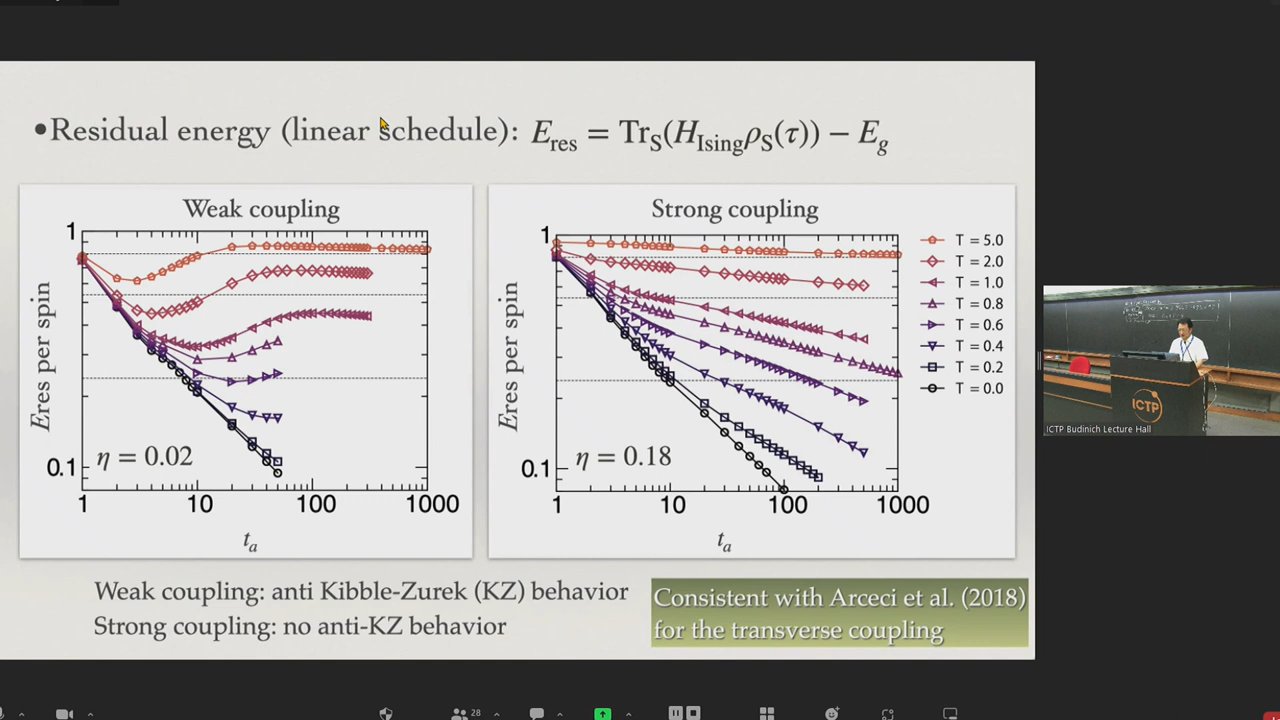 •Residual energy (linear schedule): E_res = Tr_S(H_Ising ρ_S(τ)) − E_g
Weak coupling
1
0.1
Eres per spin
η = 0.02
1 10 100 1000
t_a
Strong coupling
1
0.1
Eres per spin
η = 0.18
1 10 100 1000
t_a
T = 5.0
T = 2.0
T = 1.0
T = 0.8
T = 0.6
T = 0.4
T = 0.2
T = 0.0
Weak coupling: anti Kibble-Zurek (KZ) behavior
Strong coupling: no anti-KZ behavior
Consistent with Arceci et al. (2018)
for the transverse coupling
ICTP
ICTP Budinich Lecture Hall
28